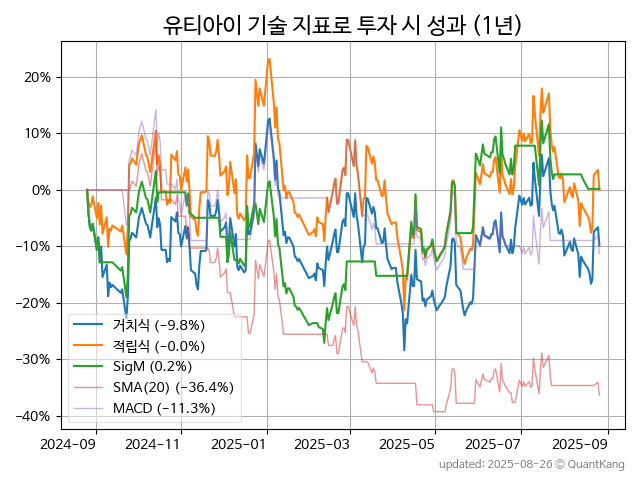 유티아이 기술 지표로 투자 시 성과 (1년)
20%
10%
0%
−10%
−20%
−30%
−40%
거치식 (−9.8%)
적립식 (−0.0%)
SigM (0.2%)
SMA(20) (−36.4%)
MACD (−11.3%)
2024−09
2024−11
2025−01
2025−03
2025−05
2025−07
2025−09
updated: 2025-08-26 © QuantKang